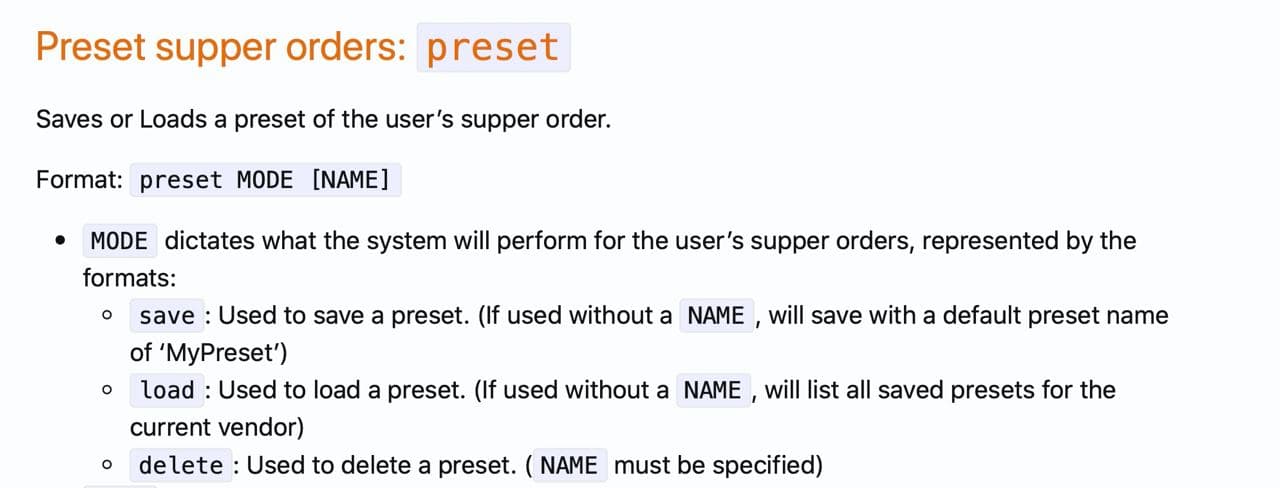 Preset supper orders: preset
Saves or Loads a preset of the user’s supper order.
Format: preset MODE [NAME]
MODE dictates what the system will perform for the user’s supper orders, represented by the
formats:
save : Used to save a preset. (If used without a NAME , will save with a default preset name
of ‘MyPreset’)
load : Used to load a preset. (If used without a NAME , will list all saved presets for the
current vendor)
delete : Used to delete a preset. ( NAME must be specified)